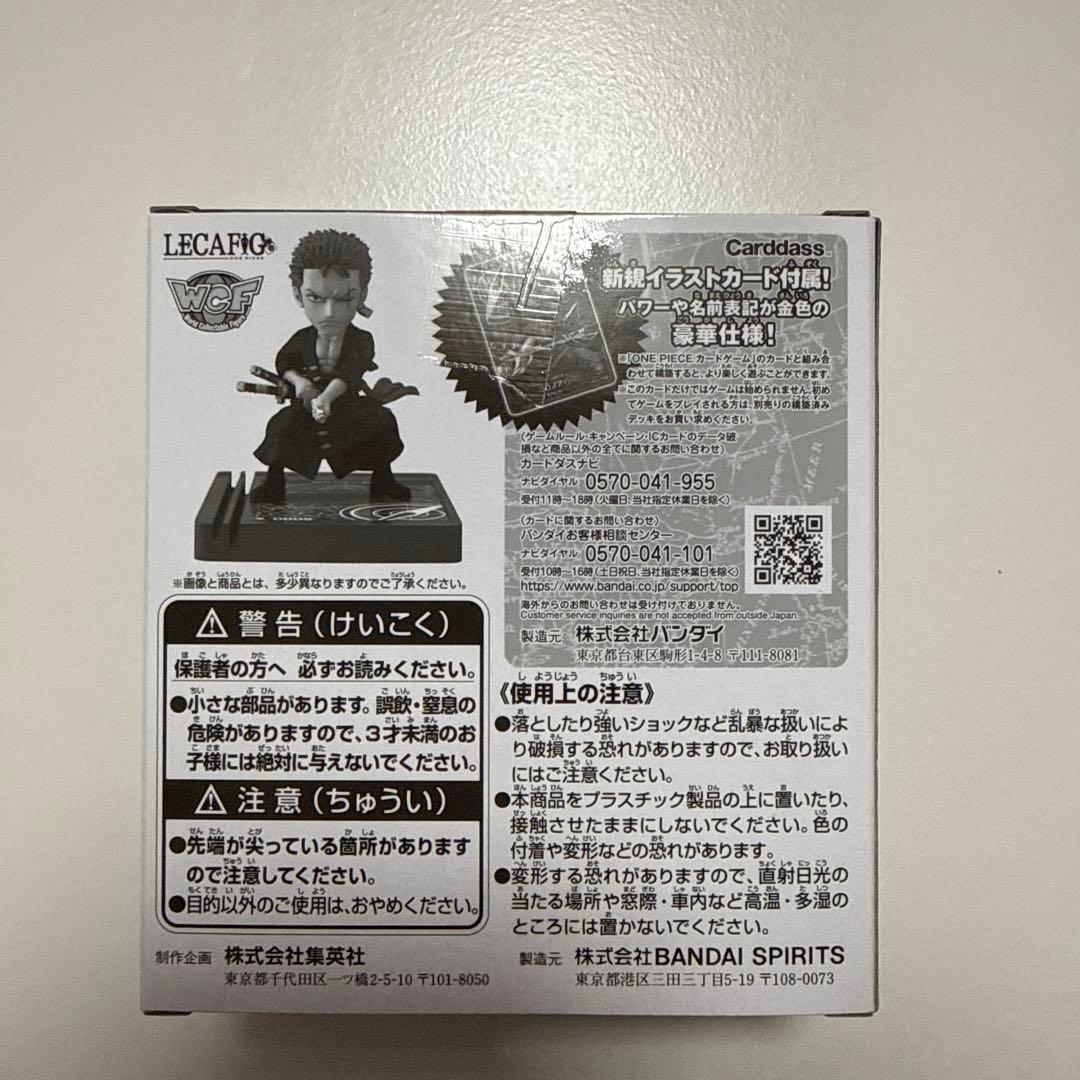 LECAFIG
ONE PIECE
WCF
World Collectable Figure
※画像と商品とは、多少異なりますのでご了承ください。
⚠ 警告（けいこく）
保護者の方へ 必ずお読みください。
●小さな部品があります。誤飲・窒息の
危険がありますので、3才未満のお
子様には絶対に与えないでください。
⚠ 注意（ちゅうい）
●先端が尖っている箇所があります
ので注意してください。
●目的以外のご使用は、おやめください。
制作企画 株式会社集英社
東京都千代田区一ツ橋2-5-10 〒101-8050
Carddass™
新規イラストカード付属!
パワーや名前表記が金色の
豪華仕様!
※「ONE PIECE カードゲーム」のカードと組み合
わせて構築すると、より楽しく遊ぶことができます。
※このカードだけではゲームは始められません。初め
てゲームをプレイされる方は、別売りの構築済み
デッキをお買い求めください。
（ゲームルール・キャンペーン・ICカードのデータ破
損など商品以外の全てに関するお問い合わせ）
カードダスナビ
ナビダイヤル 0570-041-955
受付11時～18時（火曜日、当社指定休業日を除く）
（カードに関するお問い合わせ）
バンダイお客様相談センター
ナビダイヤル 0570-041-101
受付10時～16時（土日祝日、当社指定休業日を除く）
https://www.bandai.co.jp/support/top
海外からのお問い合わせは受け付けておりません。
Customer service inquiries are not accepted from outside Japan.
製造元 株式会社バンダイ
東京都台東区駒形1-4-8 〒111-8081
《使用上の注意》
●落としたり強いショックなど乱暴な扱いによ
り破損する恐れがありますので、お取り扱い
にはご注意ください。
●本商品をプラスチック製品の上に置いたり、
接触させたままにしないでください。色の
付着や変形などの恐れがあります。
●変形する恐れがありますので、直射日光の
当たる場所や窓際・車内など高温・多湿の
ところには置かないでください。
製造元 株式会社BANDAI SPIRITS
東京都港区三田三丁目5-19 〒108-0073